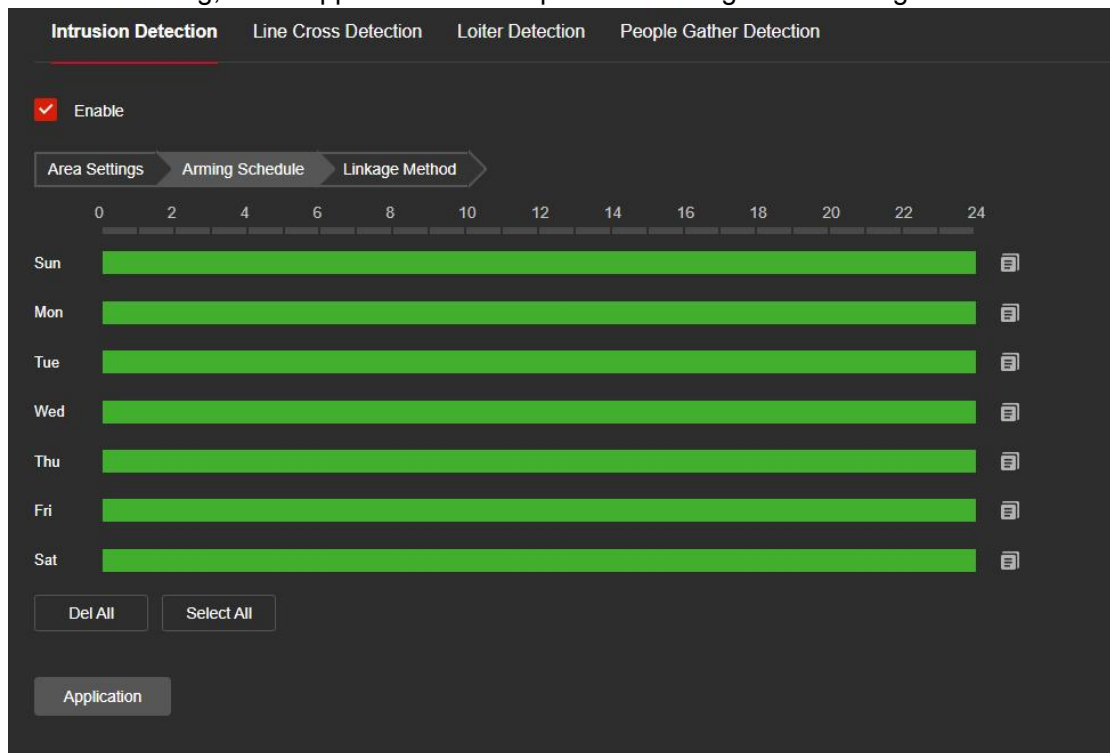 Intrusion Detection Line Cross Detection Loiter Detection People Gather Detection
Enable
Area Settings Arming Schedule Linkage Method
0 2 4 6 8 10 12 14 16 18 20 22 24
Sun
Mon
Tue
Wed
Thu
Fri
Sat
Del All Select All
Application